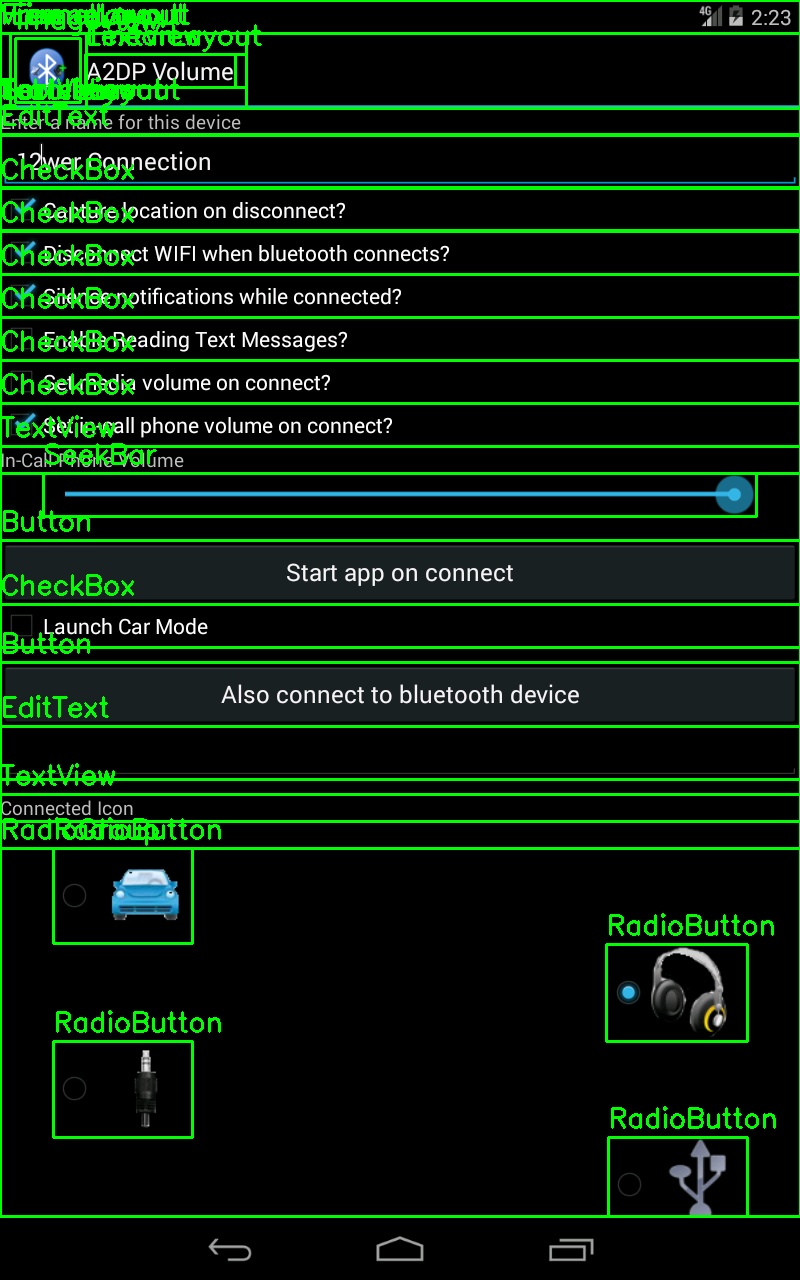 4G 2:23
TextView
A2DP Volume
EditText
Enter a name for this device
12wer Connection
CheckBox
CheckBox
Capture location on disconnect?
CheckBox
Disconnect WIFI when bluetooth connects?
CheckBox
Silence notifications while connected?
CheckBox
Enable Reading Text Messages?
CheckBox
Set media volume on connect?
TextView
Set in-call phone volume on connect?
SeekBar
In-Call Phone Volume
Button
Start app on connect
CheckBox
Launch Car Mode
Button
Also connect to bluetooth device
EditText
TextView
Connected Icon
RadioGroup
RadioButton
RadioButton
RadioButton
RadioButton